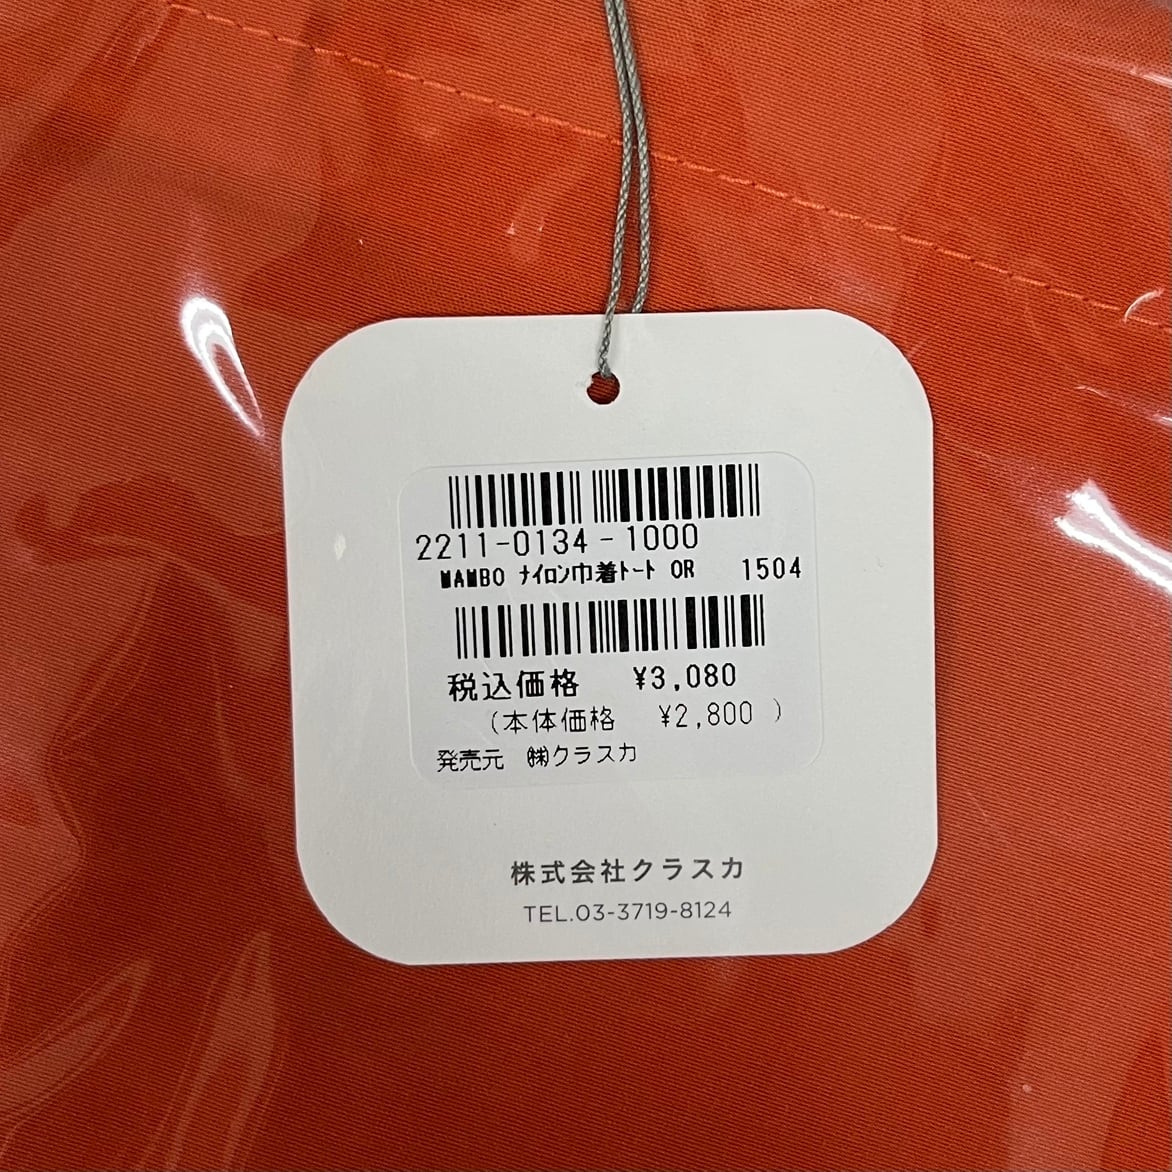 2211-0134-1000
MAMBO ﾅｲﾛﾝ巾着ﾄｰﾄ OR 1504
税込価格 ¥3,080
(本体価格 ¥2,800 )
発売元 ㈱クラスカ
株式会社クラスカ
TEL.03-3719-8124